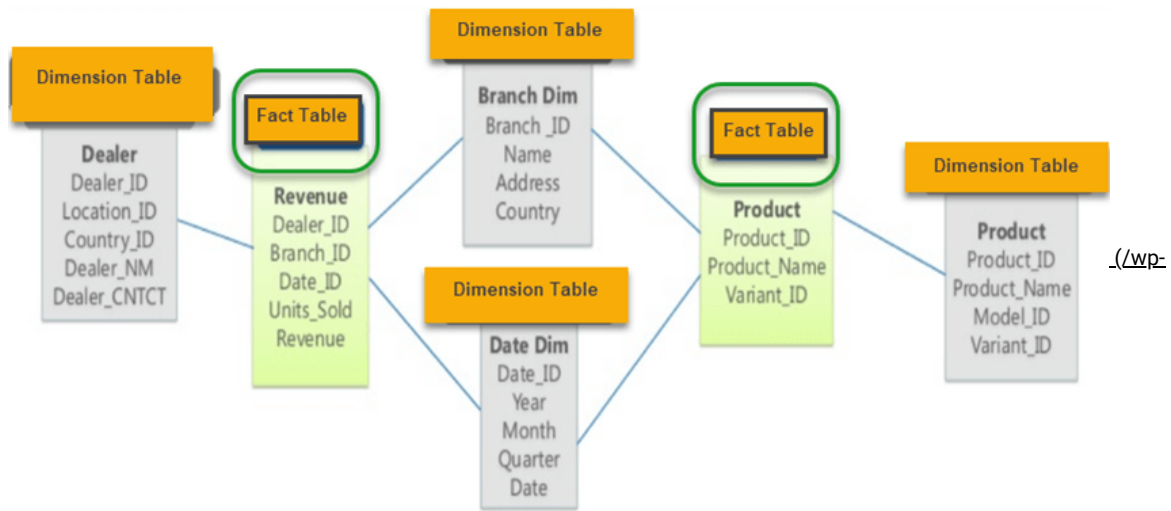 Dimension Table
Dealer
Dealer_ID
Location_ID
Country_ID
Dealer_NM
Dealer_CNTCT
Fact Table
Revenue
Dealer_ID
Branch_ID
Date_ID
Units_Sold
Revenue
Dimension Table
Branch Dim
Branch _ID
Name
Address
Country
Dimension Table
Date Dim
Date_ID
Year
Month
Quarter
Date
Fact Table
Product
Product_ID
Product_Name
Variant_ID
Dimension Table
Product
Product_ID
Product_Name
Model_ID
Variant_ID
(/wp-